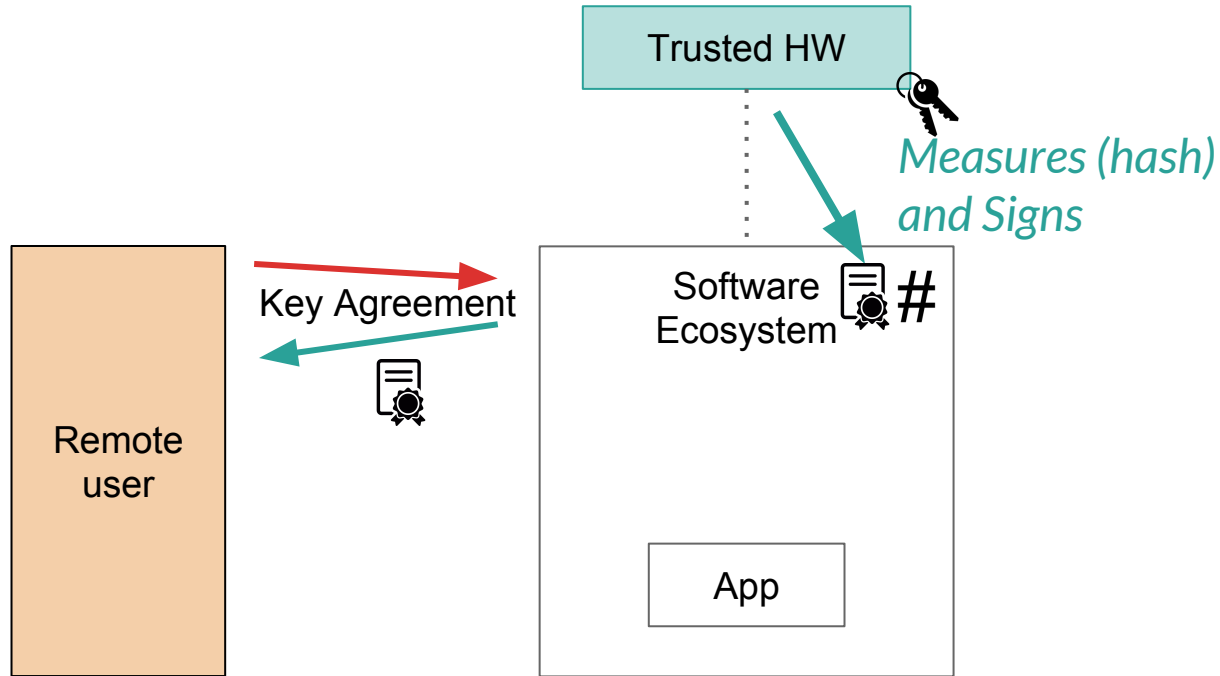 Trusted HW
Measures (hash)
and Signs
Key Agreement
Software
Ecosystem
#
Remote
user
App